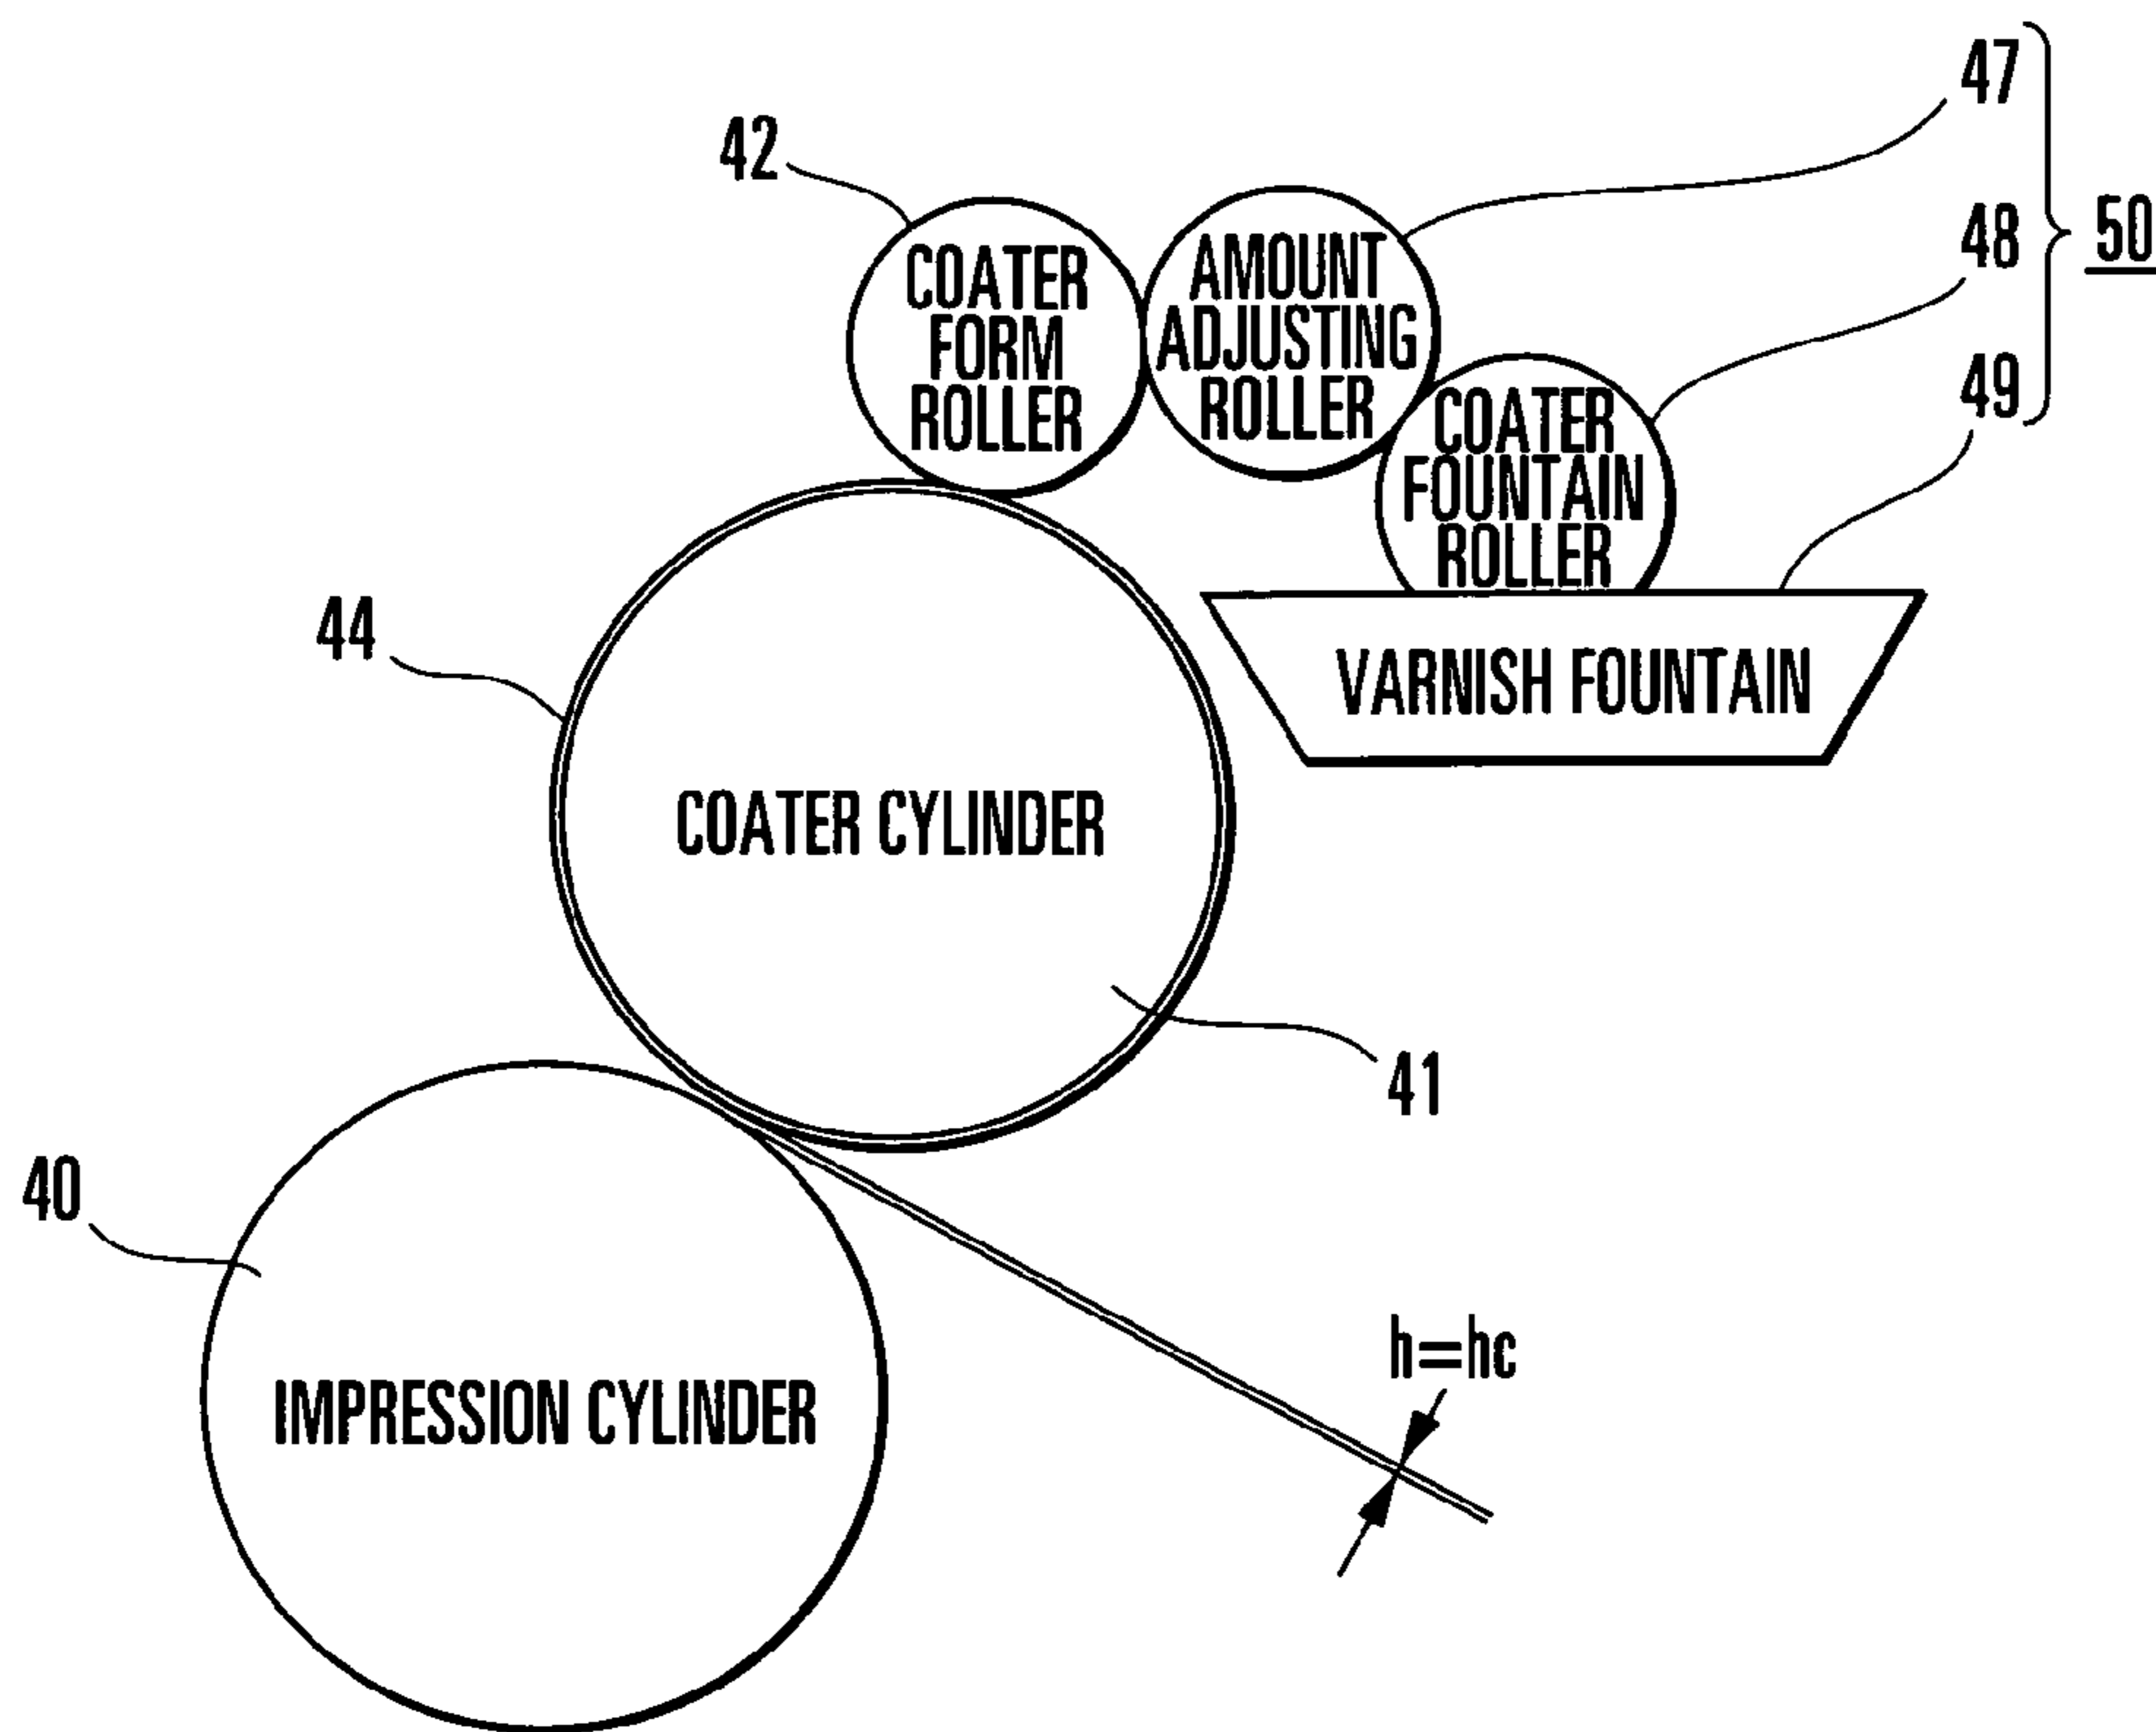 47
42
48
50
COATER
FORM
ROLLER
AMOUNT
ADJUSTING
ROLLER
49
COATER
FOUNTAIN
ROLLER
44
VARNISH FOUNTAIN
COATER CYLINDER
41
40
h=hc
IMPRESSION CYLINDER